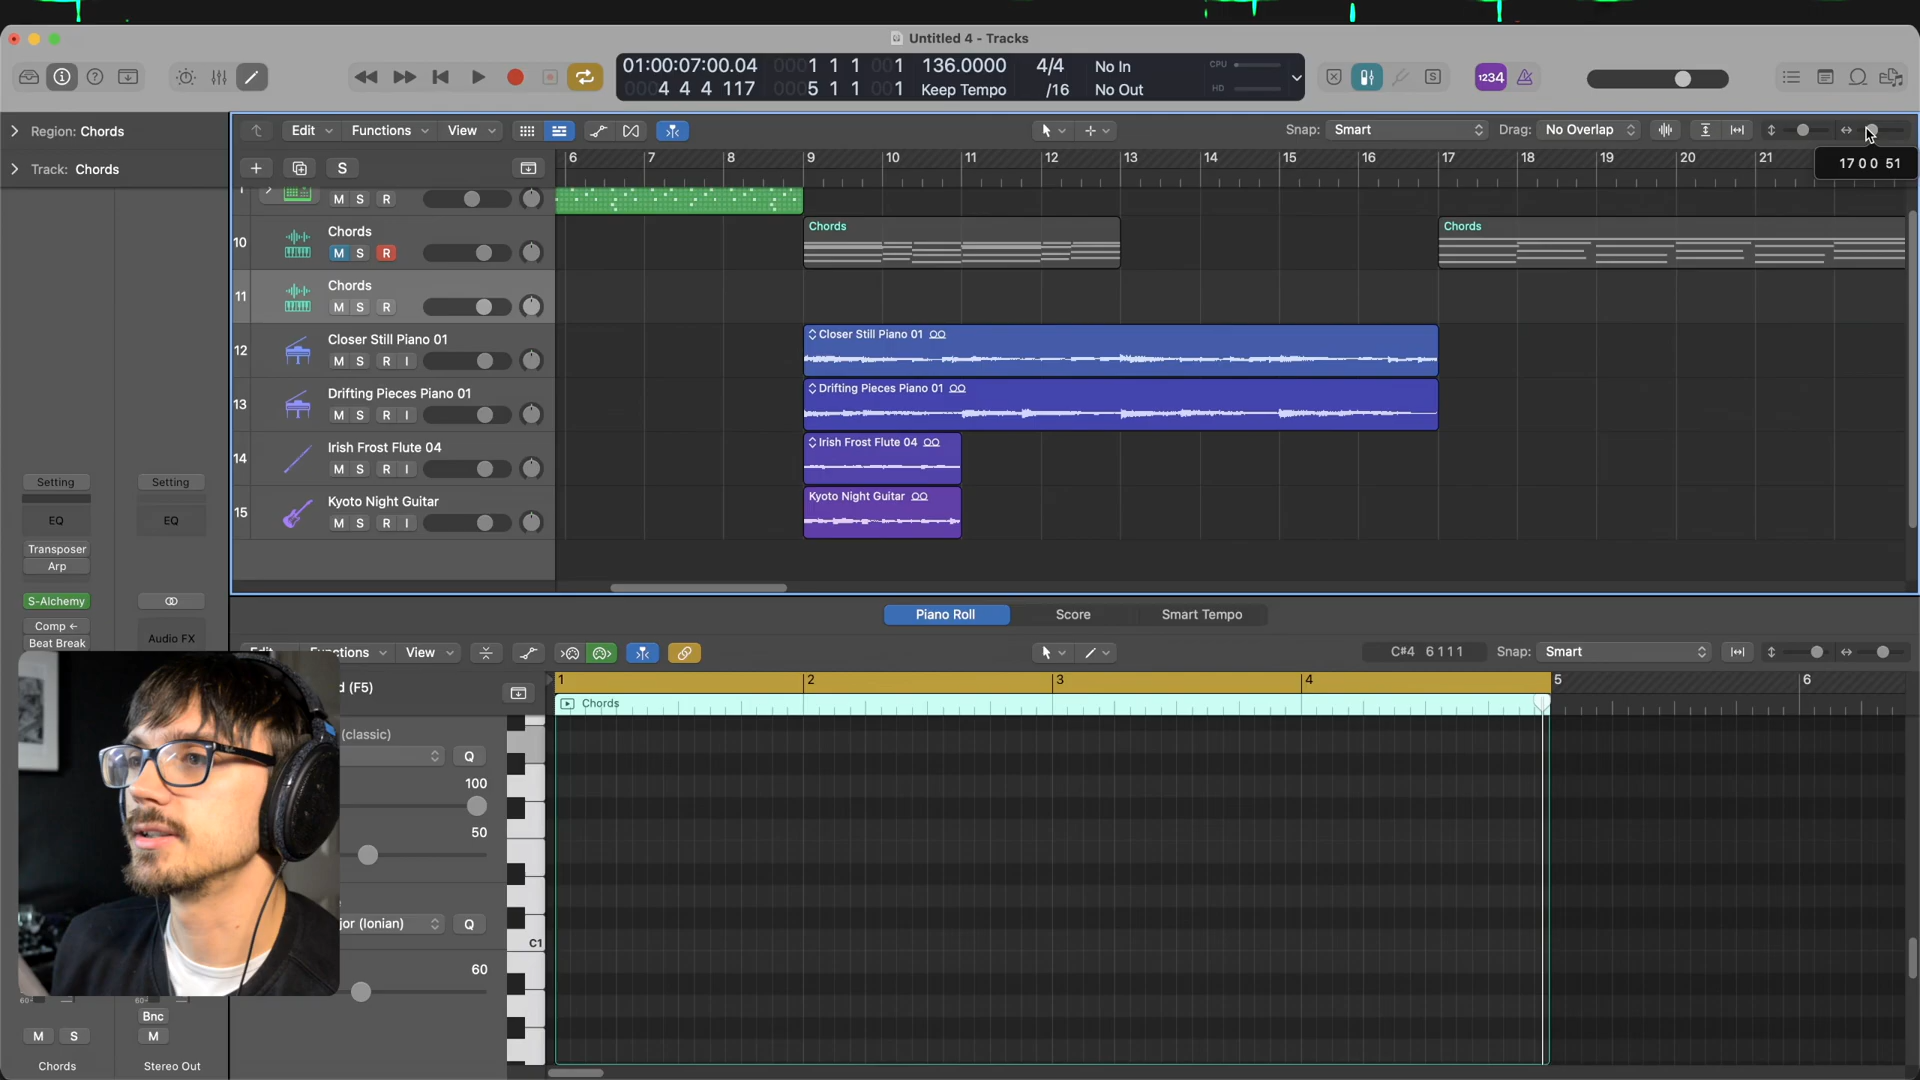 Untitled 4 - Tracks
01:00:07:00.04 0001 1 1 001 136.0000 4/4 No In CPU
0004 4 4 117 0005 1 1 001 Keep Tempo /16 No Out HD
1234
Region: Chords
Edit Functions View Snap: Smart Drag: No Overlap
17 0 0 51
Track: Chords
S
6 7 8 9 10 11 12 13 14 15 16 17 18 19 20 21
M S R
10 Chords
M S R
Chords
Chords
11 Chords
M S R
12 Closer Still Piano 01
M S R I
Closer Still Piano 01
13 Drifting Pieces Piano 01
M S R I
Drifting Pieces Piano 01
14 Irish Frost Flute 04
M S R I
Irish Frost Flute 04
15 Kyoto Night Guitar
M S R I
Kyoto Night Guitar
Setting Setting
EQ EQ
Transposer
Arp
S-Alchemy
Comp
Beat Break
Audio FX
Piano Roll Score Smart Tempo
Functions View C#4 6 1 1 1 Snap: Smart
d (F5)
1 2 3 4 5 6
Chords
(classic)
Q
100
50
jor (Ionian) Q
C1
60
Bnc
M S M
Chords Stereo Out